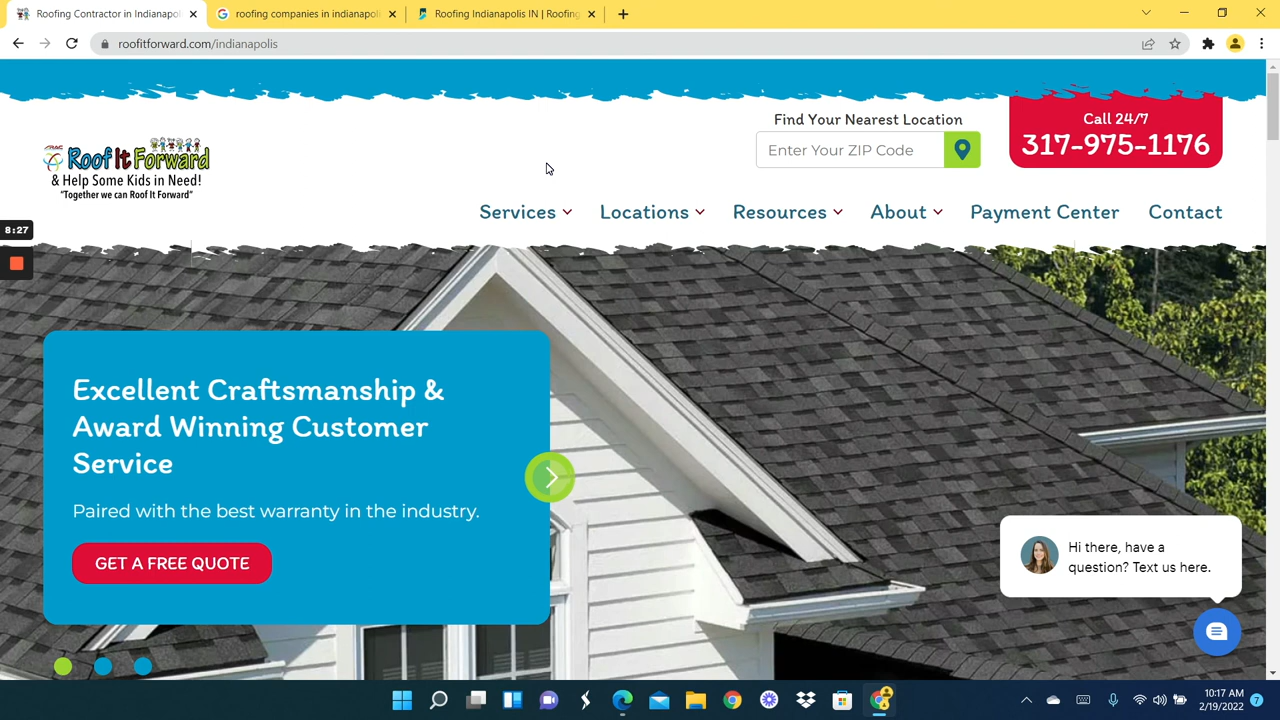 Roofing Contractor in Indianapol
roofing companies in indianapoli
Roofing Indianapolis IN | Roofing
roofitforward.com/indianapolis
Find Your Nearest Location
Enter Your ZIP Code
Call 24/7
317-975-1176
Roof It Forward
& Help Some Kids in Need!
"Together we can Roof It Forward"
Services
Locations
Resources
About
Payment Center
Contact
8:27
Excellent Craftsmanship &
Award Winning Customer
Service
Paired with the best warranty in the industry.
GET A FREE QUOTE
Hi there, have a
question? Text us here.
10:17 AM
2/19/2022
7